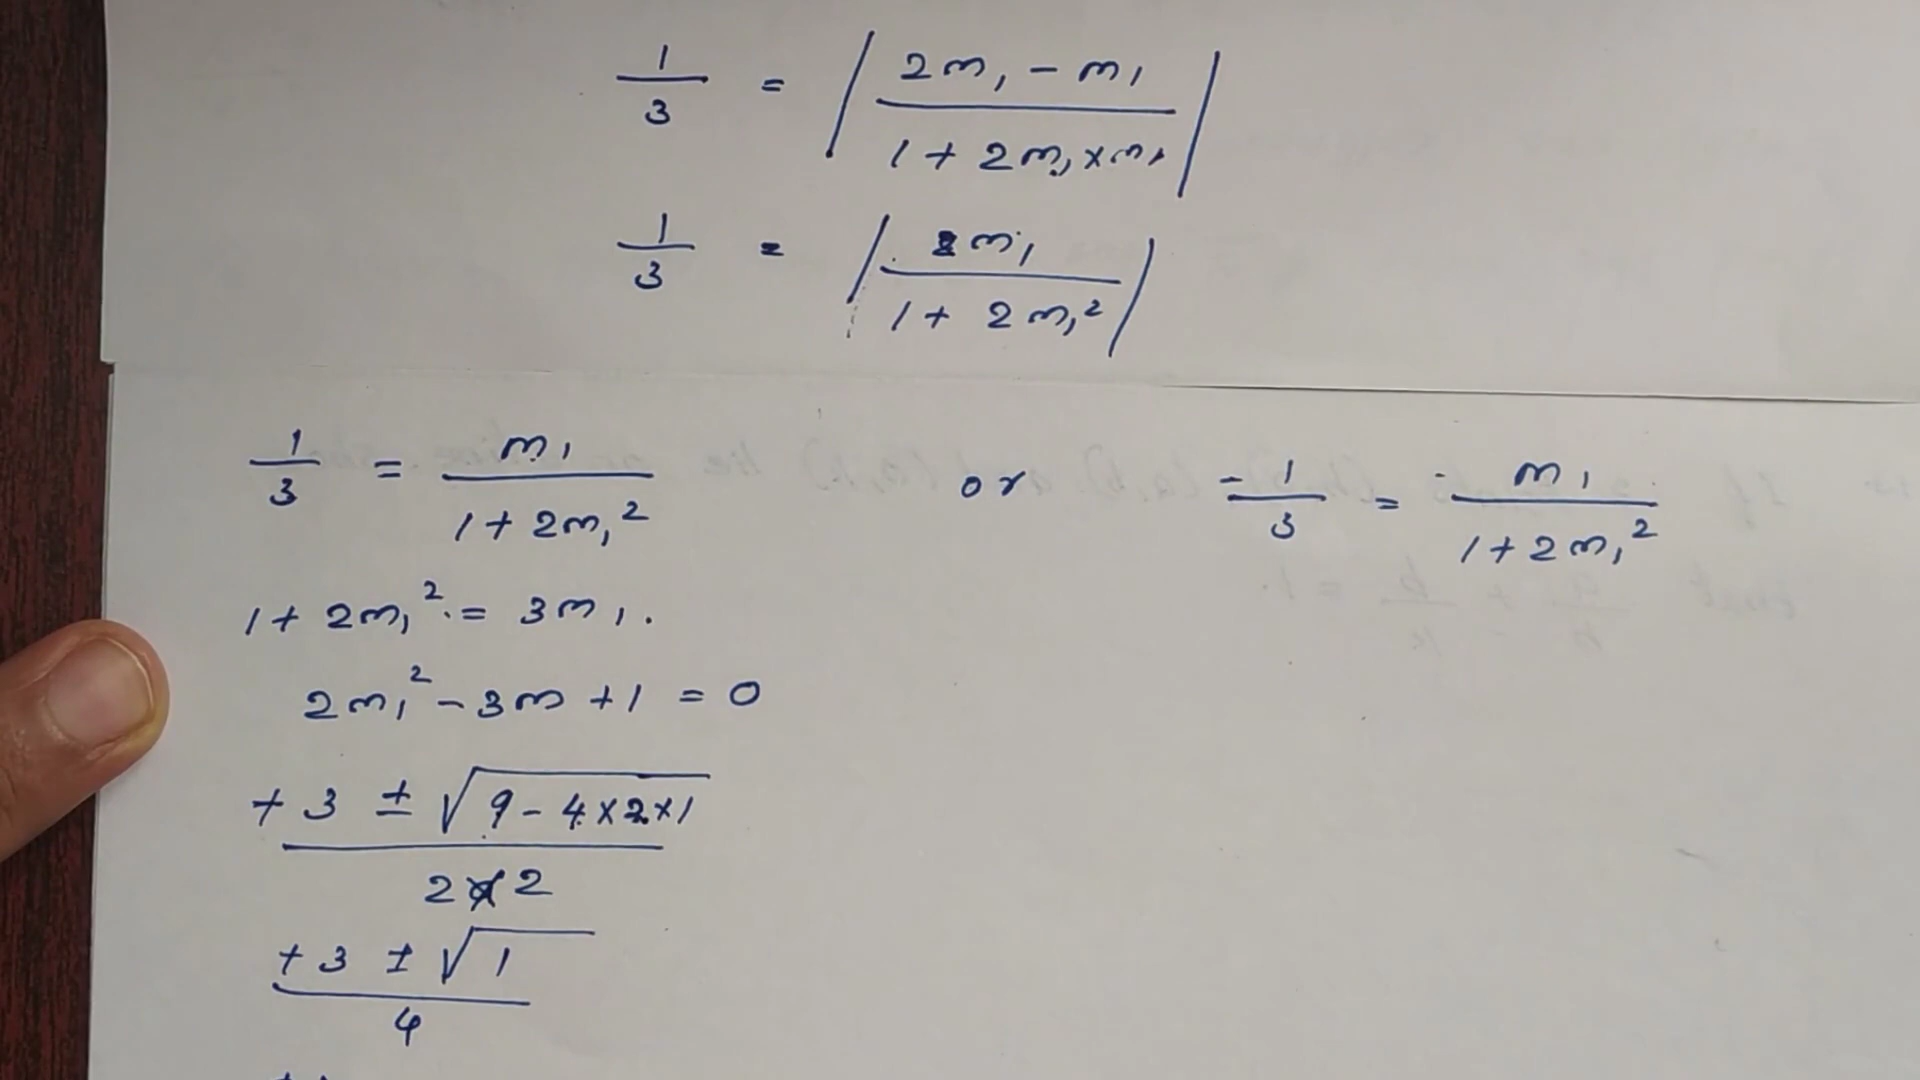 1/3 = | (2m₁ - m₁) / (1 + 2m₁ × m₁) |
1/3 = | m₁ / (1 + 2m₁²) |
1/3 = m₁ / (1 + 2m₁²) or -1/3 = m₁ / (1 + 2m₁²)
1 + 2m₁² = 3m₁.
2m₁² - 3m + 1 = 0
(+3 ± √(9 - 4×2×1)) / (2×2)
(+3 ± √1) / 4